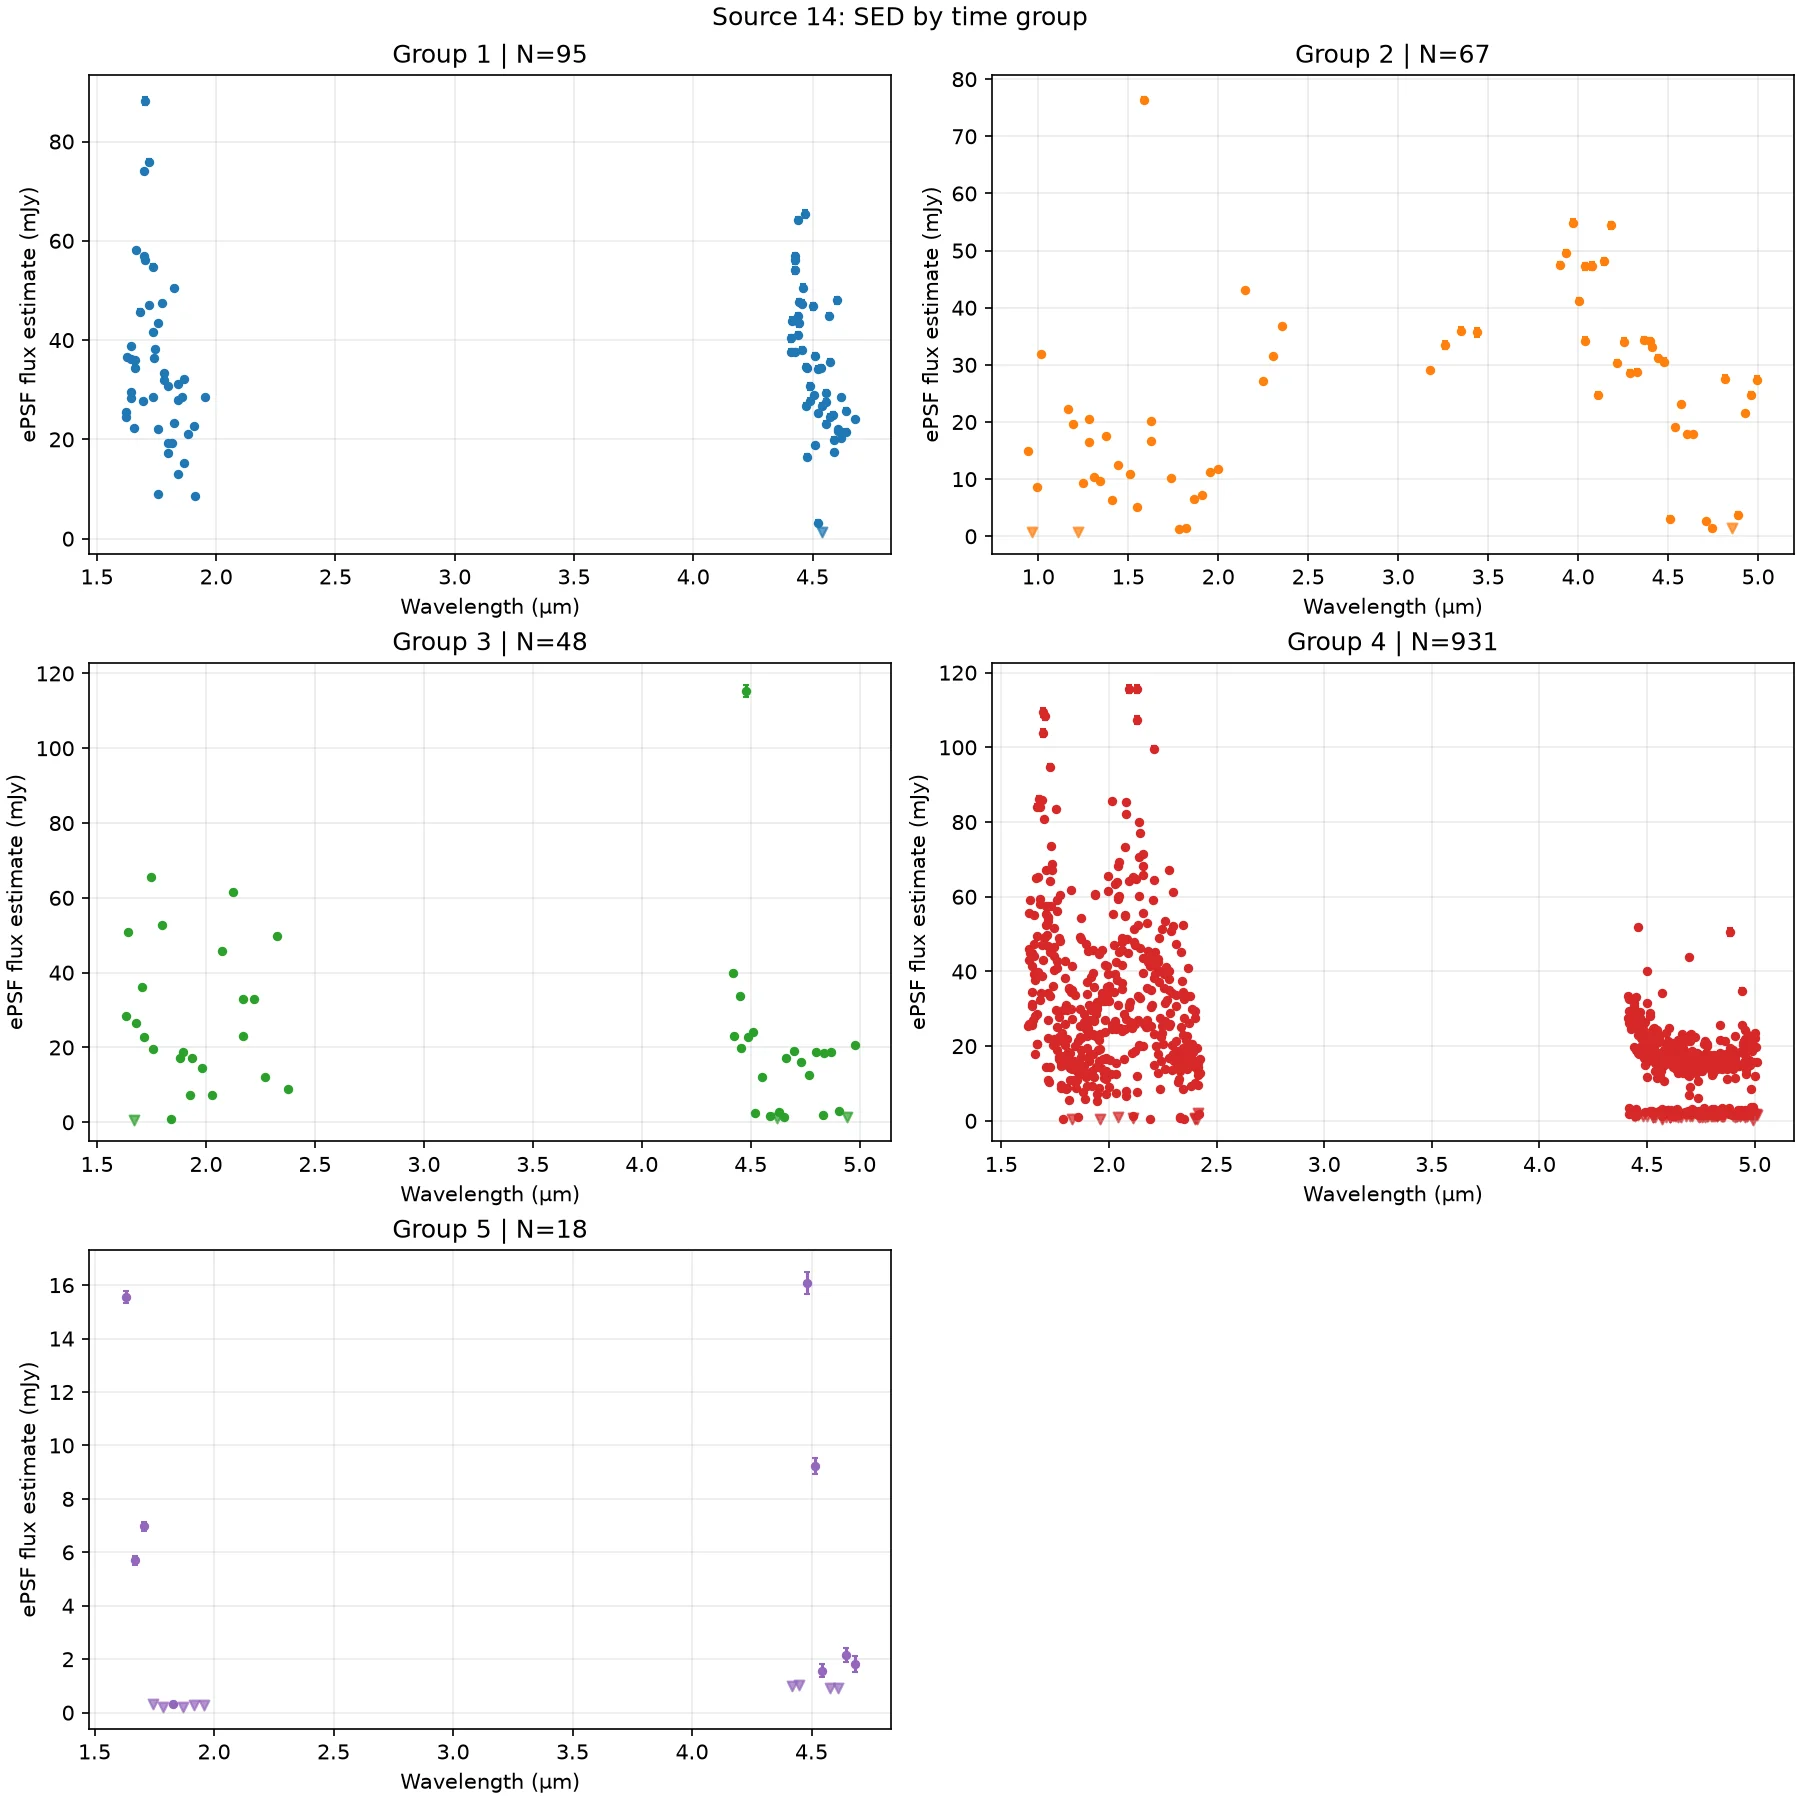 Source 14: SED by time group
Group 1 | N=95
ePSF flux estimate (mJy)
80
60
40
20
0
1.5 2.0 2.5 3.0 3.5 4.0 4.5
Wavelength (µm)
Group 2 | N=67
ePSF flux estimate (mJy)
80
70
60
50
40
30
20
10
0
1.0 1.5 2.0 2.5 3.0 3.5 4.0 4.5 5.0
Wavelength (µm)
Group 3 | N=48
ePSF flux estimate (mJy)
120
100
80
60
40
20
0
1.5 2.0 2.5 3.0 3.5 4.0 4.5 5.0
Wavelength (µm)
Group 4 | N=931
ePSF flux estimate (mJy)
120
100
80
60
40
20
0
1.5 2.0 2.5 3.0 3.5 4.0 4.5 5.0
Wavelength (µm)
Group 5 | N=18
ePSF flux estimate (mJy)
16
14
12
10
8
6
4
2
0
1.5 2.0 2.5 3.0 3.5 4.0 4.5
Wavelength (µm)